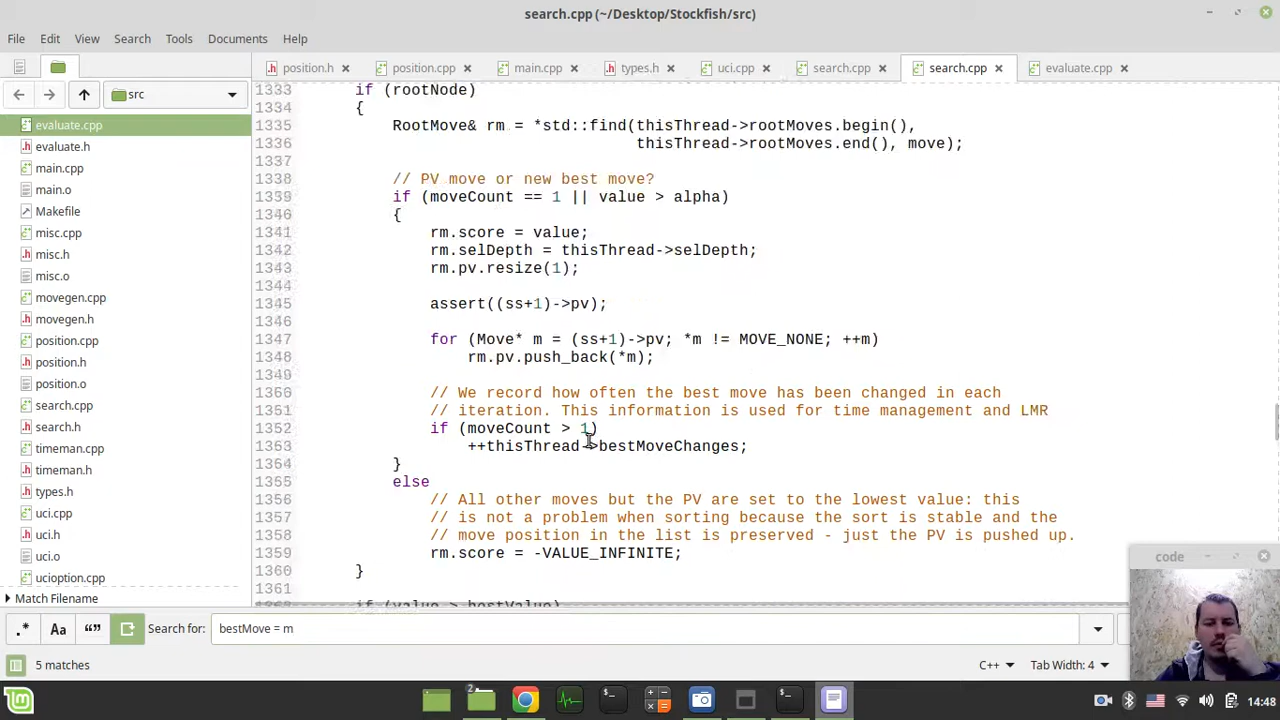 search.cpp (~/Desktop/Stockfish/src)
File Edit View Search Tools Documents Help
position.h position.cpp main.cpp types.h uci.cpp search.cpp search.cpp evaluate.cpp
src
evaluate.cpp
evaluate.h
main.cpp
main.o
Makefile
misc.cpp
misc.h
misc.o
movegen.cpp
movegen.h
position.cpp
position.h
position.o
search.cpp
search.h
timeman.cpp
timeman.h
types.h
uci.cpp
uci.h
uci.o
ucioption.cpp
Match Filename
1333 if (rootNode)
1334 {
1335 RootMove& rm = *std::find(thisThread->rootMoves.begin(),
1336 thisThread->rootMoves.end(), move);
1337
1338 // PV move or new best move?
1339 if (moveCount == 1 || value > alpha)
1346 {
1341 rm.score = value;
1342 rm.selDepth = thisThread->selDepth;
1343 rm.pv.resize(1);
1344
1345 assert((ss+1)->pv);
1346
1347 for (Move* m = (ss+1)->pv; *m != MOVE_NONE; ++m)
1348 rm.pv.push_back(*m);
1349
1360 // We record how often the best move has been changed in each
1351 // iteration. This information is used for time management and LMR
1352 if (moveCount > 1)
1363 ++thisThread->bestMoveChanges;
1364 }
1355 else
1356 // All other moves but the PV are set to the lowest value: this
1357 // is not a problem when sorting because the sort is stable and the
1358 // move position in the list is preserved - just the PV is pushed up.
1359 rm.score = -VALUE_INFINITE;
1360 }
1361
if (value > bestValue)
code
Search for: bestMove = m
5 matches
C++ Tab Width: 4
2
14:48